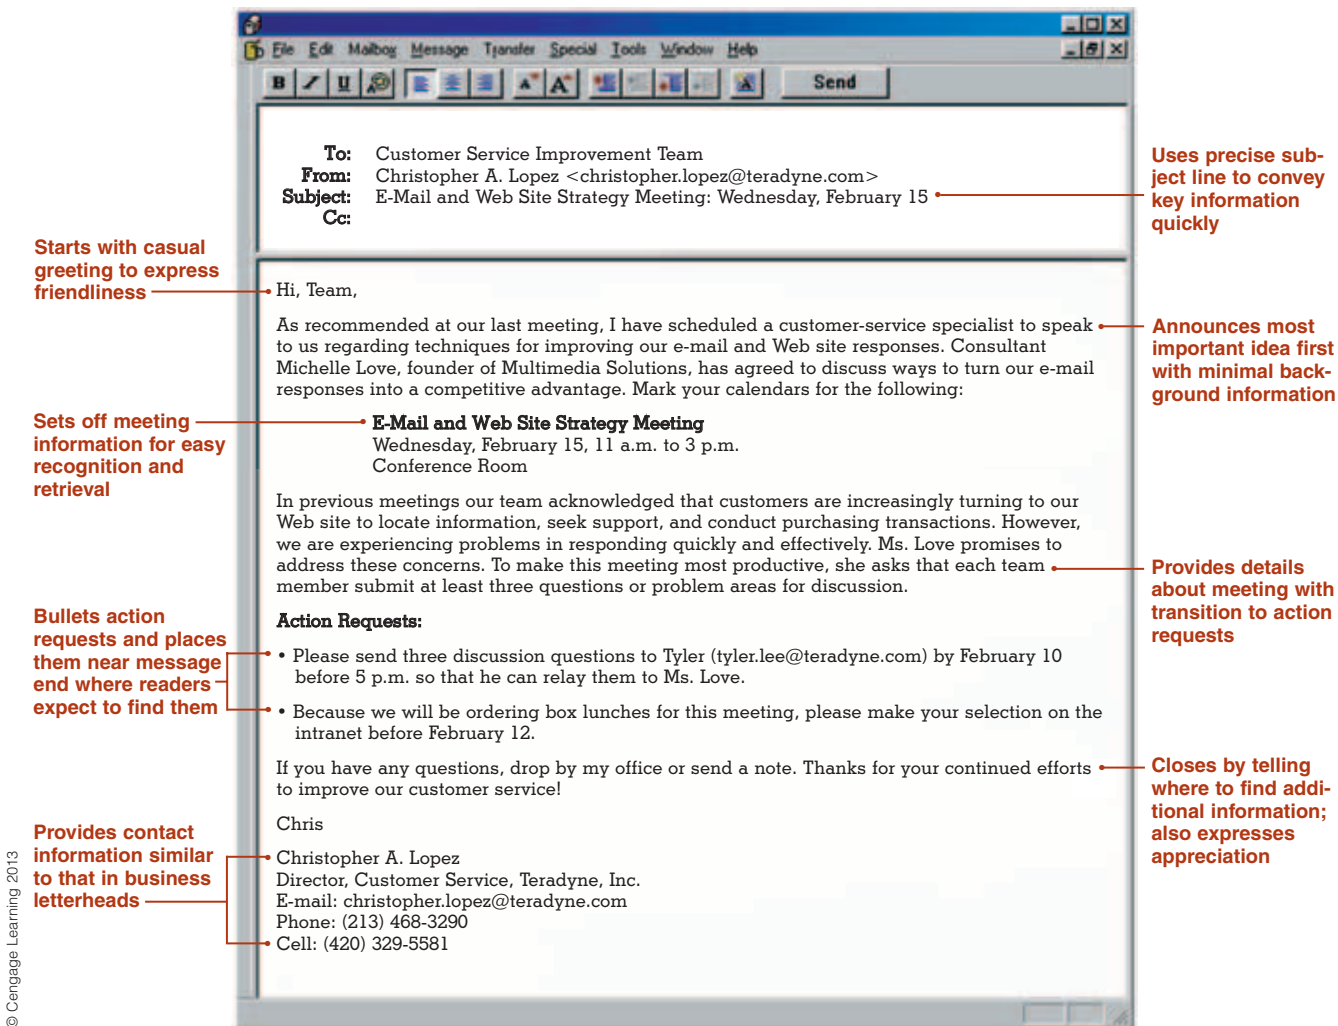 File Edit Mailbox Message Transfer Special Tools Window Help
B I U A A A A Send
To: Customer Service Improvement Team
From: Christopher A. Lopez <christopher.lopez@teradyne.com>
Subject: E-Mail and Web Site Strategy Meeting: Wednesday, February 15
Cc:
Uses precise sub-
ject line to convey
key information
quickly
Starts with casual
greeting to express
friendliness
Hi, Team,
As recommended at our last meeting, I have scheduled a customer-service specialist to speak
to us regarding techniques for improving our e-mail and Web site responses. Consultant
Michelle Love, founder of Multimedia Solutions, has agreed to discuss ways to turn our e-mail
responses into a competitive advantage. Mark your calendars for the following:
Announces most
important idea first
with minimal back-
ground information
Sets off meeting
information for easy
recognition and
retrieval
E-Mail and Web Site Strategy Meeting
Wednesday, February 15, 11 a.m. to 3 p.m.
Conference Room
In previous meetings our team acknowledged that customers are increasingly turning to our
Web site to locate information, seek support, and conduct purchasing transactions. However,
we are experiencing problems in responding quickly and effectively. Ms. Love promises to
address these concerns. To make this meeting most productive, she asks that each team
member submit at least three questions or problem areas for discussion.
Provides details
about meeting with
transition to action
requests
Bullets action
requests and places
them near message
end where readers
expect to find them
Action Requests:
• Please send three discussion questions to Tyler (tyler.lee@teradyne.com) by February 10
before 5 p.m. so that he can relay them to Ms. Love.
• Because we will be ordering box lunches for this meeting, please make your selection on the
intranet before February 12.
If you have any questions, drop by my office or send a note. Thanks for your continued efforts
to improve our customer service!
Closes by telling
where to find addi-
tional information;
also expresses
appreciation
Chris
Provides contact
information similar
to that in business
letterheads
Christopher A. Lopez
Director, Customer Service, Teradyne, Inc.
E-mail: christopher.lopez@teradyne.com
Phone: (213) 468-3290
Cell: (420) 329-5581
© Cengage Learning 2013